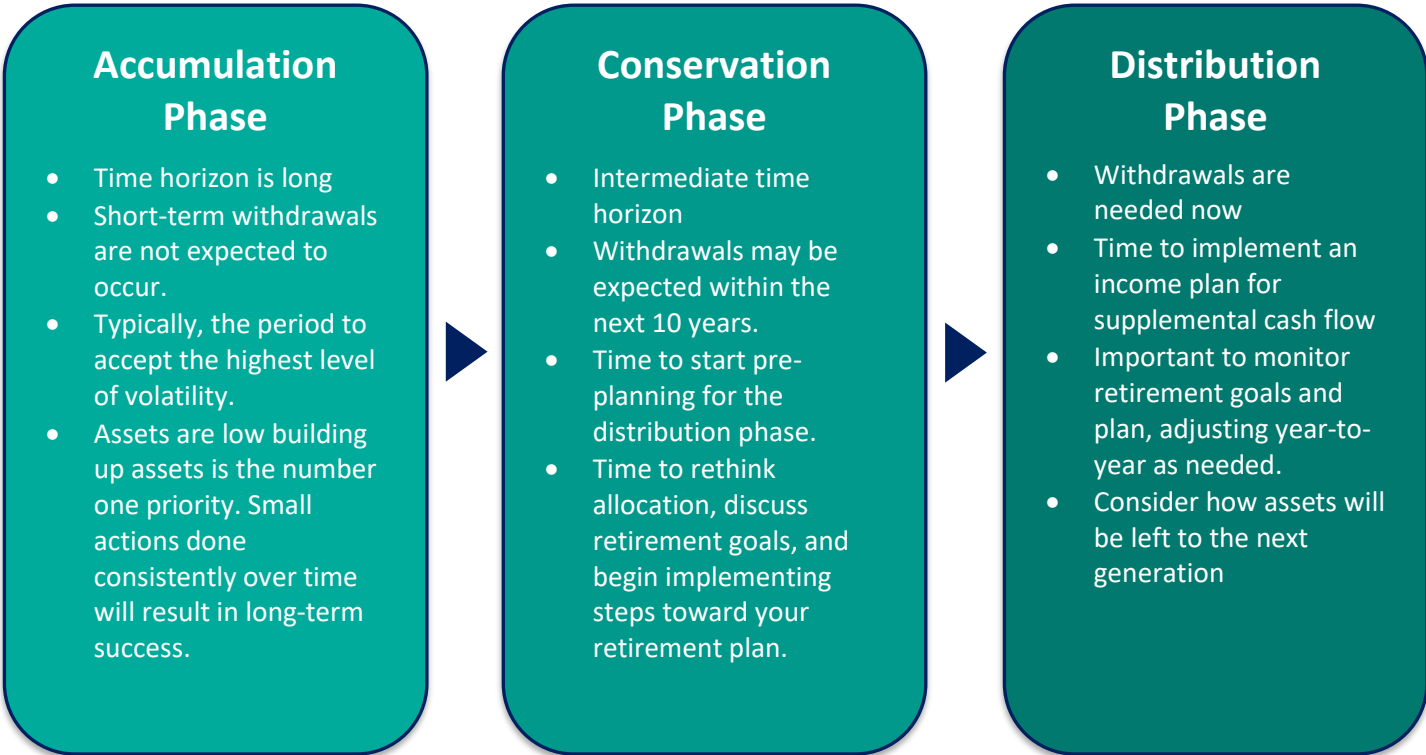 Accumulation
Phase
• Time horizon is long
• Short-term withdrawals
are not expected to
occur.
• Typically, the period to
accept the highest level
of volatility.
• Assets are low building
up assets is the number
one priority. Small
actions done
consistently over time
will result in long-term
success.
Conservation
Phase
• Intermediate time
horizon
• Withdrawals may be
expected within the
next 10 years.
• Time to start pre-
planning for the
distribution phase.
• Time to rethink
allocation, discuss
retirement goals, and
begin implementing
steps toward your
retirement plan.
Distribution
Phase
• Withdrawals are
needed now
• Time to implement an
income plan for
supplemental cash flow
• Important to monitor
retirement goals and
plan, adjusting year-to-
year as needed.
• Consider how assets will
be left to the next
generation